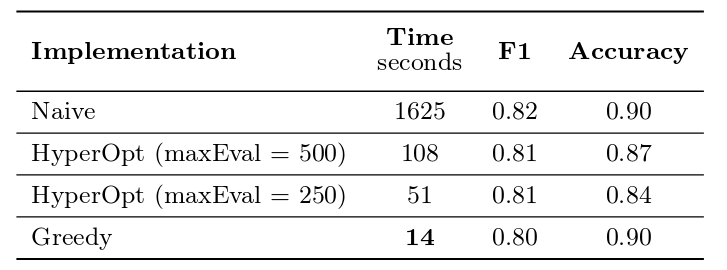 Implementation Time seconds F1 Accuracy
Naive 1625 0.82 0.90
HyperOpt (maxEval = 500) 108 0.81 0.87
HyperOpt (maxEval = 250) 51 0.81 0.84
Greedy 14 0.80 0.90